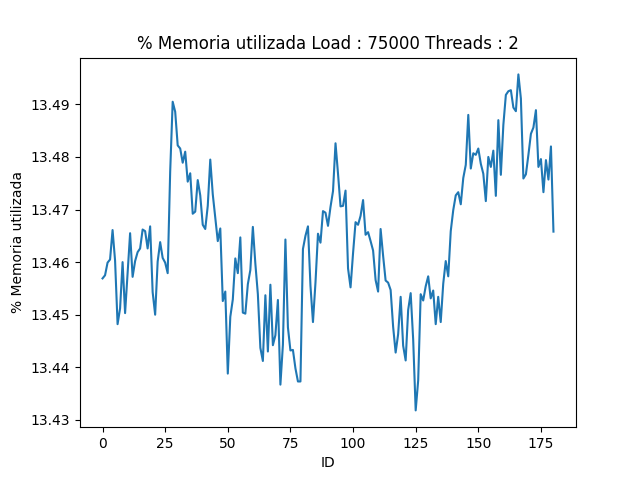 % Memoria utilizada Load : 75000 Threads : 2
% Memoria utilizada
13.49
13.48
13.47
13.46
13.45
13.44
13.43
0 25 50 75 100 125 150 175
ID